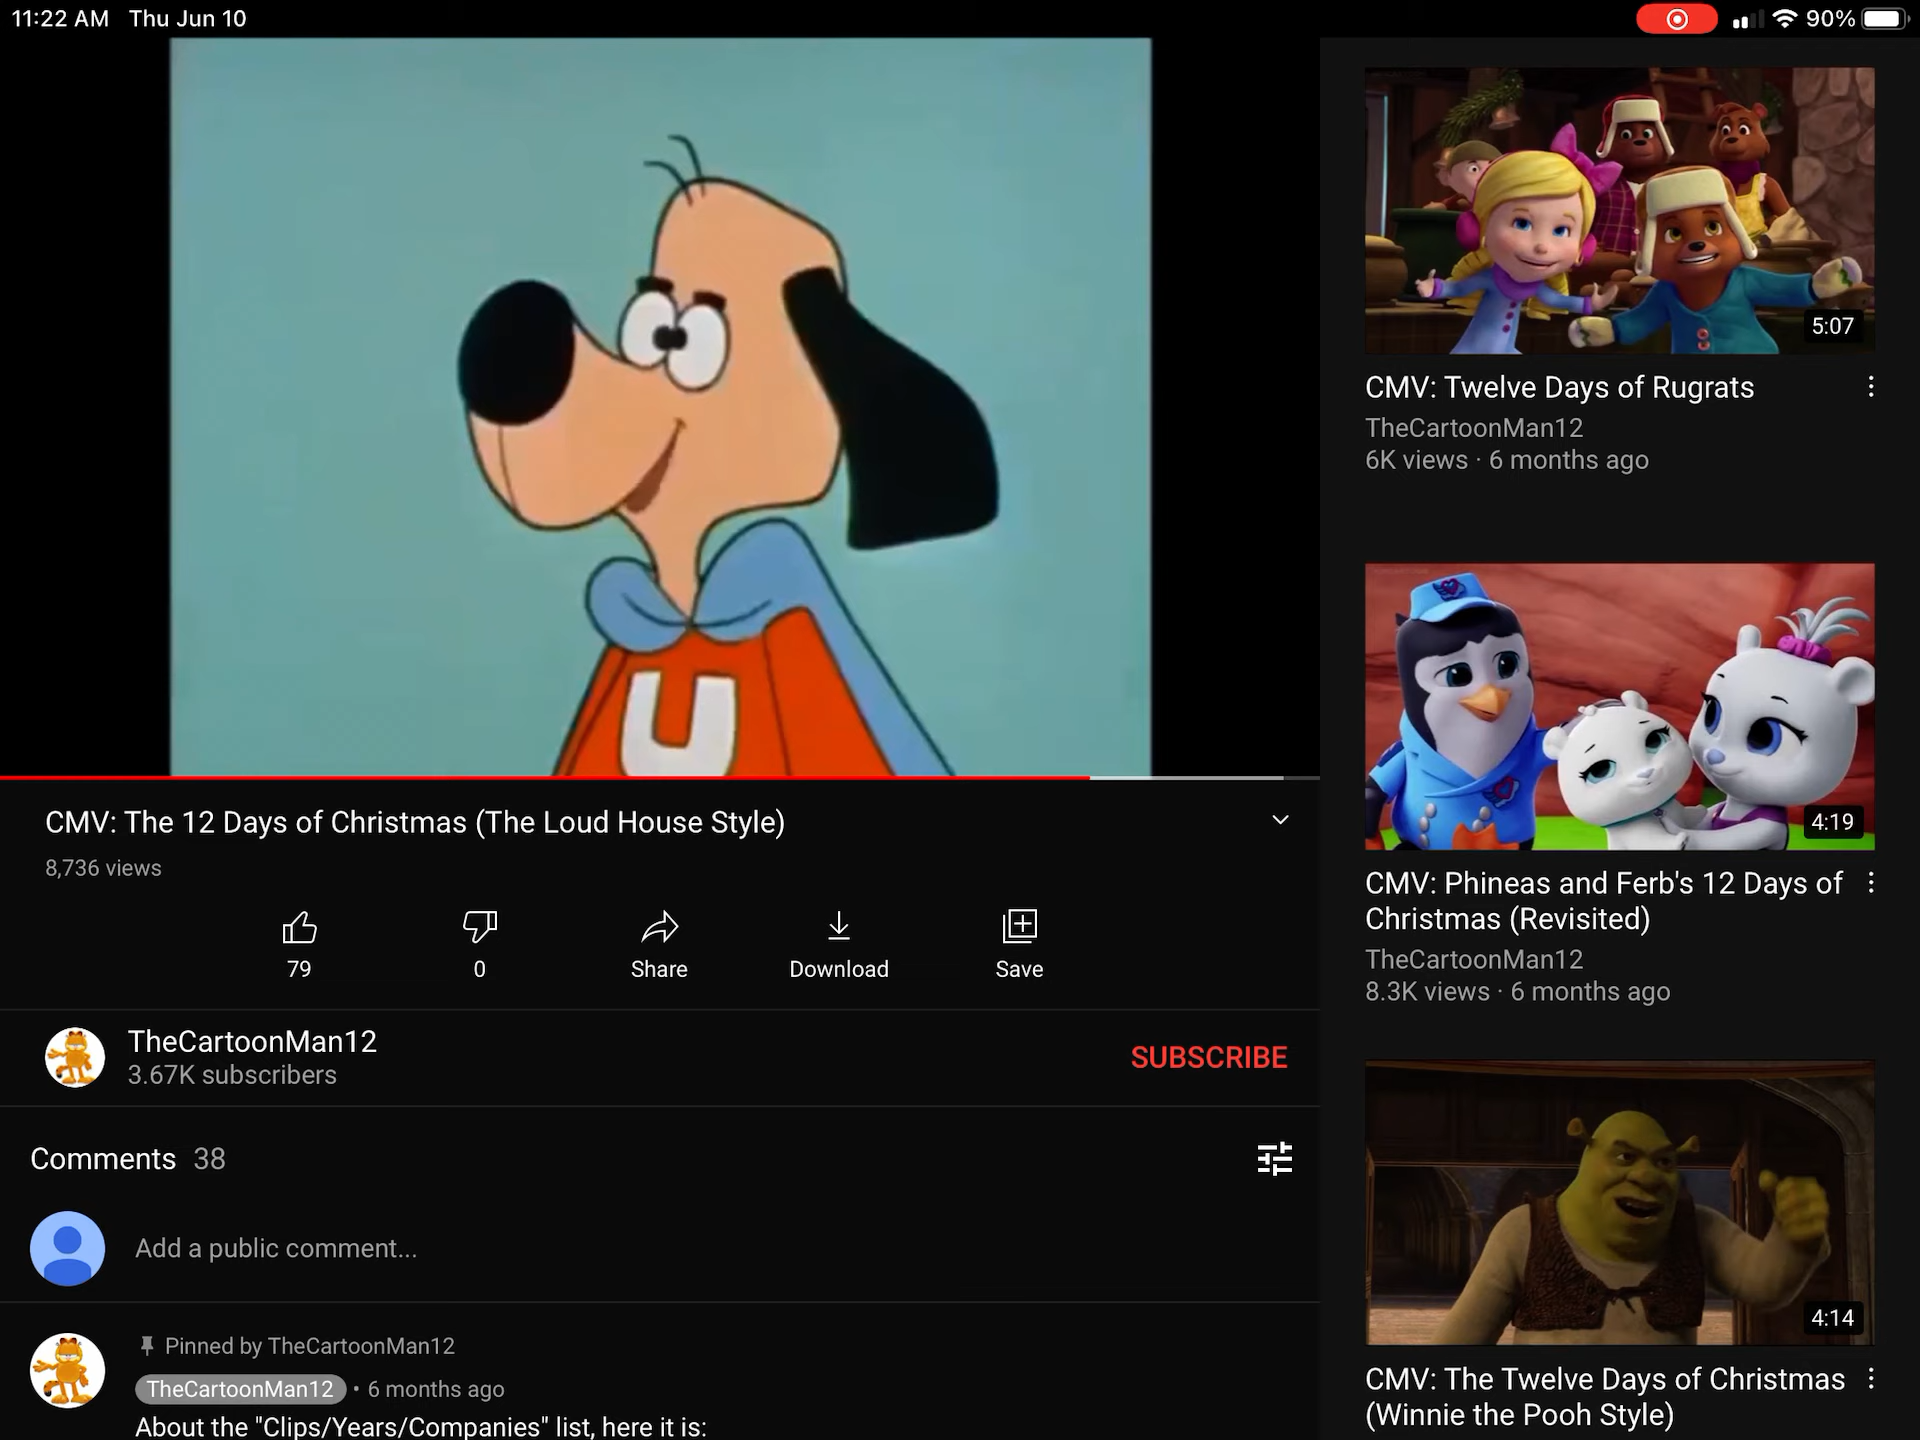 11:22 AM Thu Jun 10
90%
U
CMV: The 12 Days of Christmas (The Loud House Style)
8,736 views
79
0
Share
Download
Save
TheCartoonMan12
3.67K subscribers
SUBSCRIBE
Comments 38
Add a public comment...
Pinned by TheCartoonMan12
TheCartoonMan12 • 6 months ago
About the "Clips/Years/Companies" list, here it is:
5:07
CMV: Twelve Days of Rugrats
TheCartoonMan12
6K views · 6 months ago
4:19
CMV: Phineas and Ferb's 12 Days of
Christmas (Revisited)
TheCartoonMan12
8.3K views · 6 months ago
4:14
CMV: The Twelve Days of Christmas
(Winnie the Pooh Style)